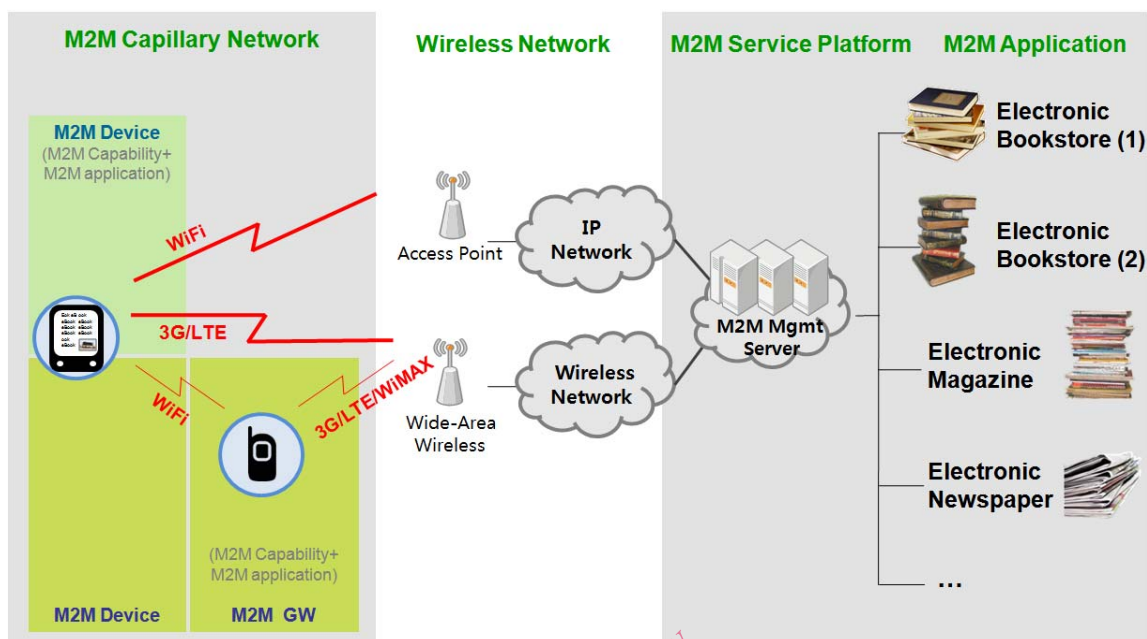 M2M Capillary Network
Wireless Network
M2M Service Platform
M2M Application
M2M Device
(M2M Capability+
M2M application)
WiFi
3G/LTE
WiFi
3G/LTE/WiMAX
(M2M Capability+
M2M application)
M2M Device
M2M GW
Access Point
IP
Network
Wide-Area
Wireless
Wireless
Network
M2M Mgmt
Server
Electronic
Bookstore (1)
Electronic
Bookstore (2)
Electronic
Magazine
Electronic
Newspaper
...